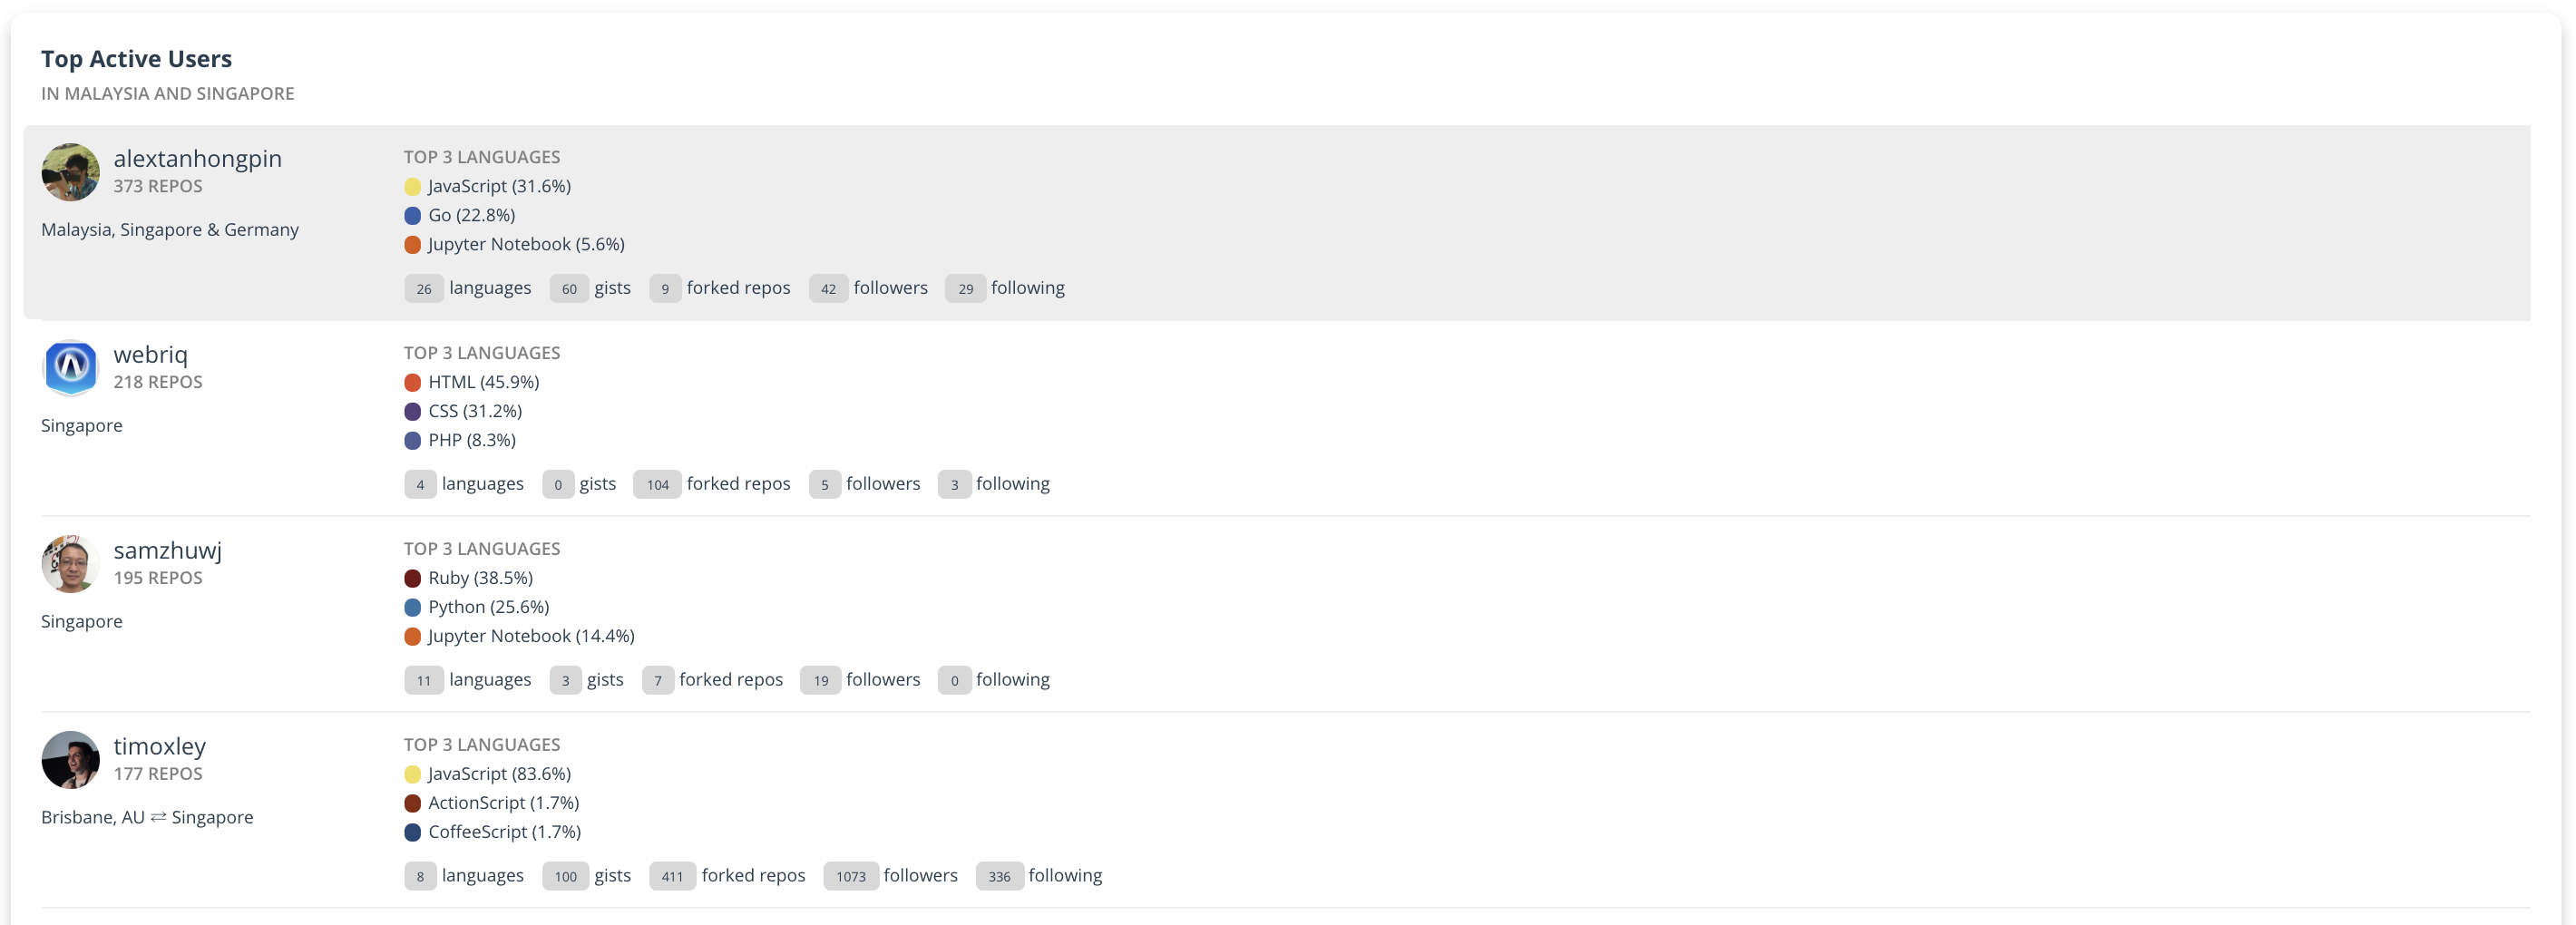 Top Active Users
IN MALAYSIA AND SINGAPORE
alextanhongpin
373 REPOS
Malaysia, Singapore & Germany
TOP 3 LANGUAGES
JavaScript (31.6%)
Go (22.8%)
Jupyter Notebook (5.6%)
26 languages 60 gists 9 forked repos 42 followers 29 following
webriq
218 REPOS
Singapore
TOP 3 LANGUAGES
HTML (45.9%)
CSS (31.2%)
PHP (8.3%)
4 languages 0 gists 104 forked repos 5 followers 3 following
samzhuwj
195 REPOS
Singapore
TOP 3 LANGUAGES
Ruby (38.5%)
Python (25.6%)
Jupyter Notebook (14.4%)
11 languages 3 gists 7 forked repos 19 followers 0 following
timoxley
177 REPOS
Brisbane, AU ⇄ Singapore
TOP 3 LANGUAGES
JavaScript (83.6%)
ActionScript (1.7%)
CoffeeScript (1.7%)
8 languages 100 gists 411 forked repos 1073 followers 336 following